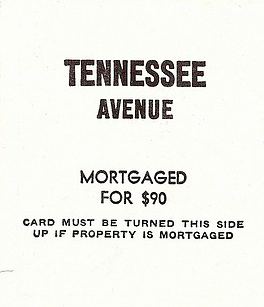 TENNESSEE
AVENUE
MORTGAGED
FOR $90
CARD MUST BE TURNED THIS SIDE
UP IF PROPERTY IS MORTGAGED